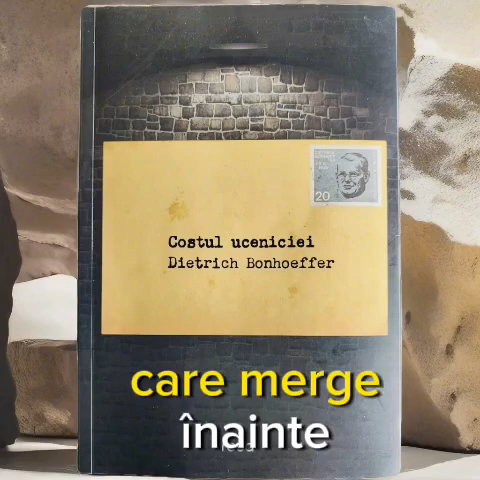 20
Costul uceniciei
Dietrich Bonhoeffer
care merge
înainte